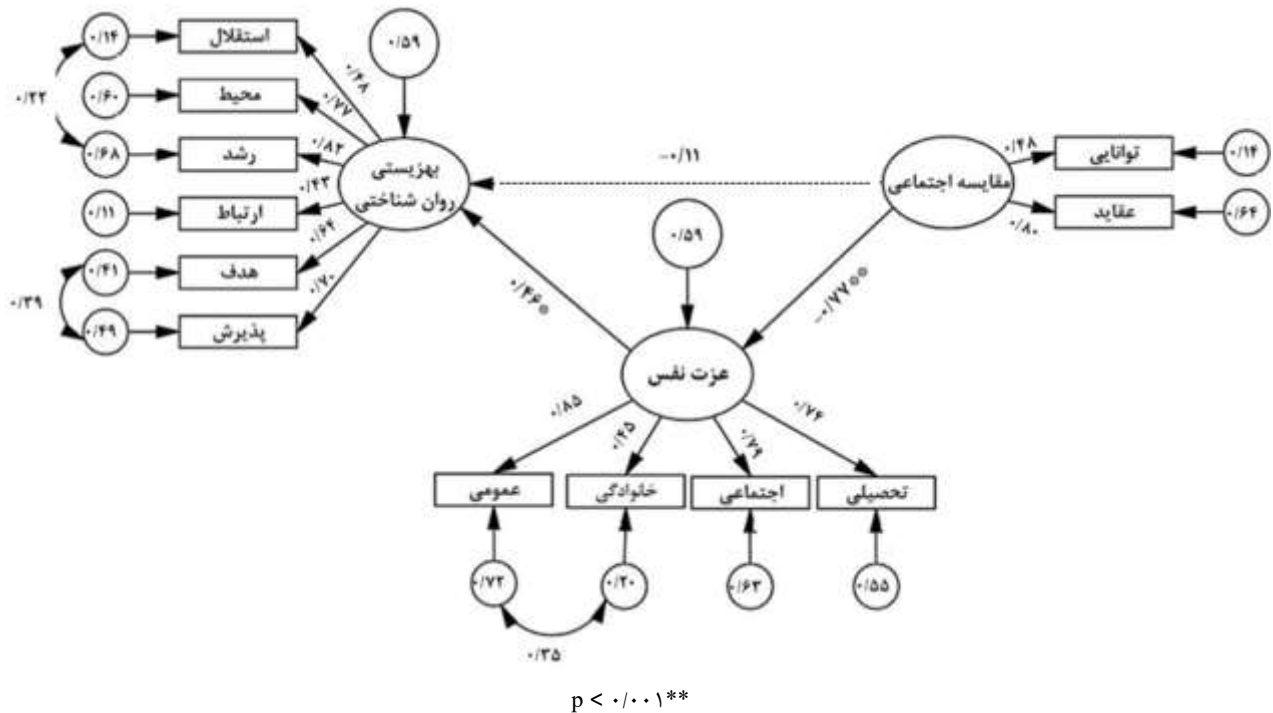 ۰/۱۴
استقلال
۰/۵۹
۰/۴۸
۰/۲۲
۰/۶۰
محیط
۰/۷۷
۰/۶۸
رشد
۰/۸۲
بهزیستی
روان شناختی
-۰/۱۱
مقایسه اجتماعی
۰/۴۸
توانایی
۰/۱۴
۰/۱۱
ارتباط
۰/۴۳
۰/۸۰
عقاید
۰/۶۴
۰/۴۱
هدف
۰/۶۴
۰/۵۹
۰/۳۹
۰/۴۹
پذیرش
۰/۷۰
۰/۴۶*
-۰/۷۷**
عزت نفس
۰/۸۵
۰/۴۵
۰/۷۹
۰/۷۴
عمومی
خانوادگی
اجتماعی
تحصیلی
۰/۷۲
۰/۲۰
۰/۶۳
۰/۵۵
۰/۳۵
p < ۰/۰۰۱**